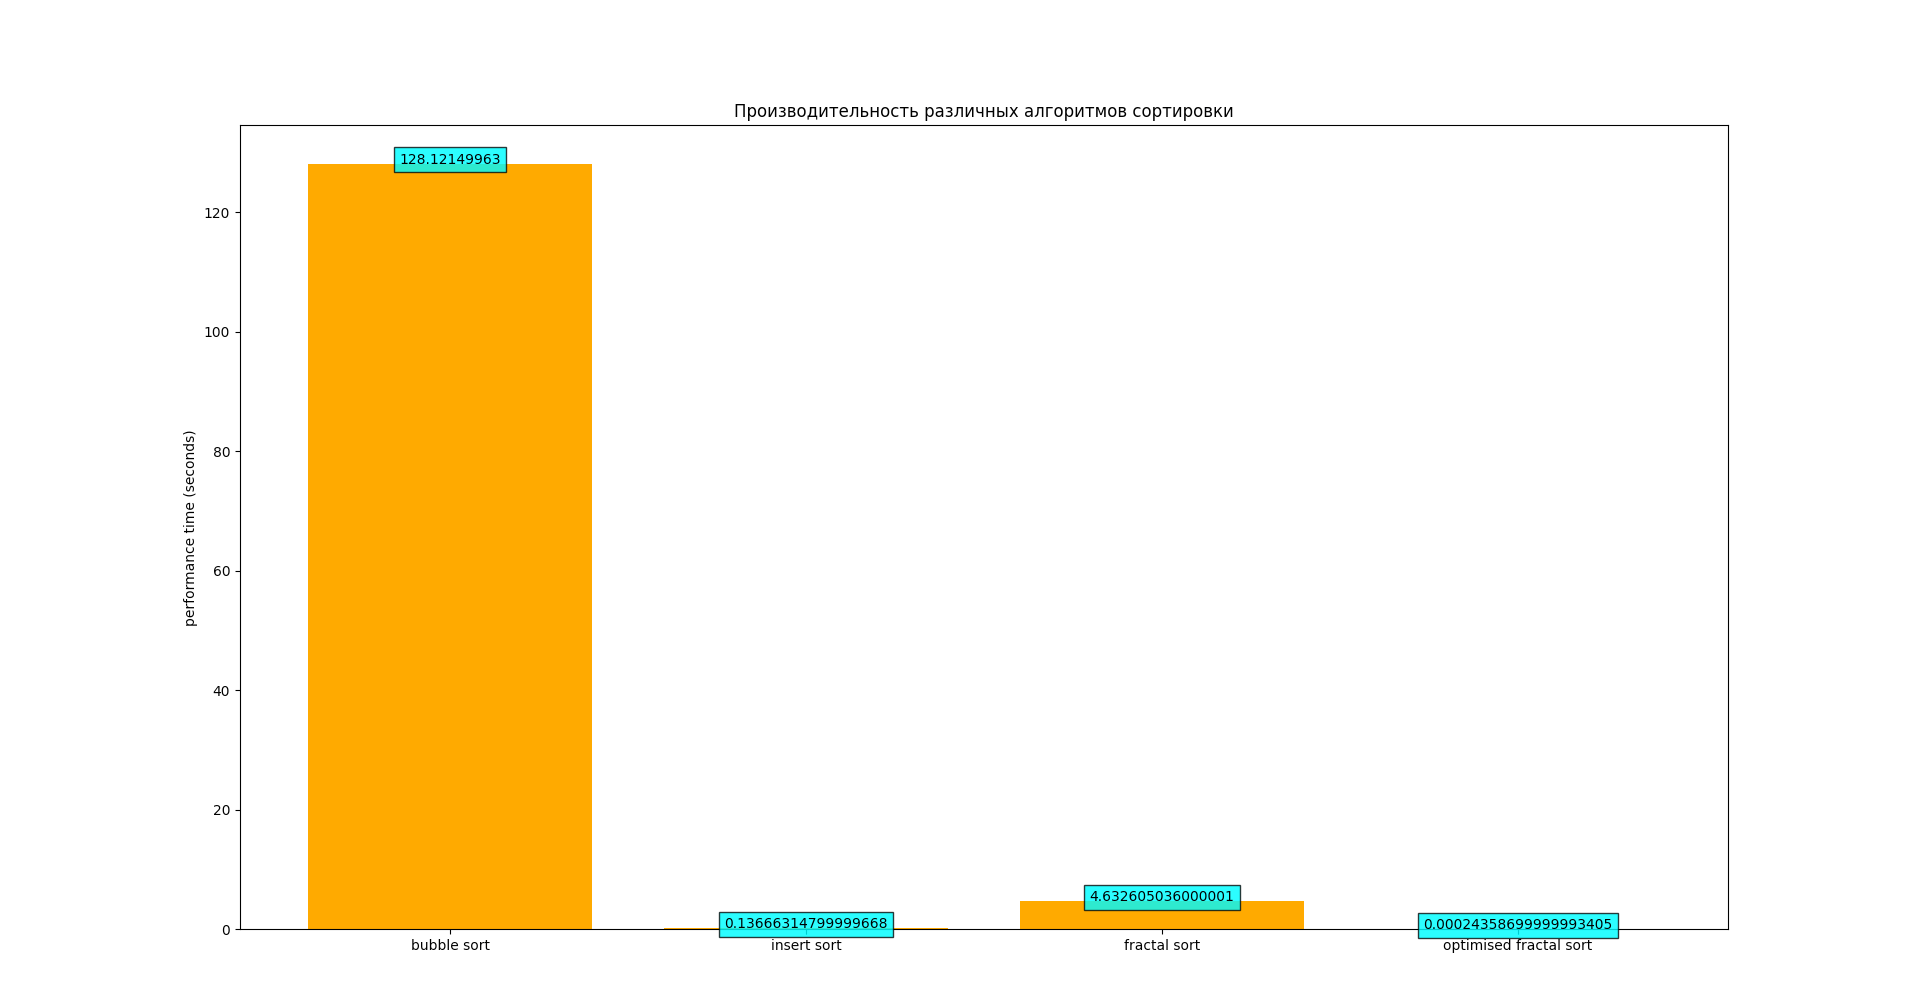 Производительность различных алгоритмов сортировки
128.12149963
120
100
80
60
40
20
0
performance time (seconds)
0.13666314799999668
4.632605036000001
0.00024358699999993405
bubble sort
insert sort
fractal sort
optimised fractal sort